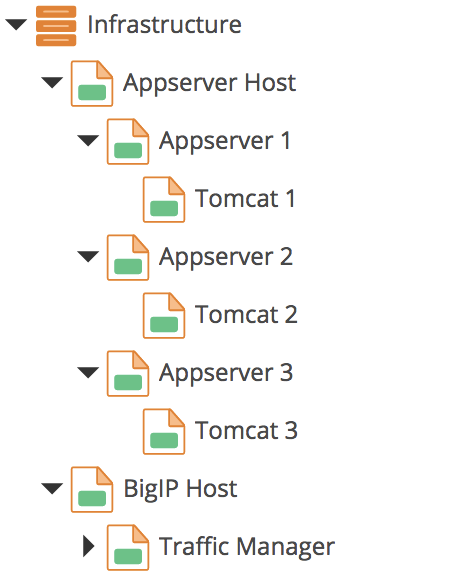 Infrastructure
Appserver Host
Appserver 1
Tomcat 1
Appserver 2
Tomcat 2
Appserver 3
Tomcat 3
BigIP Host
Traffic Manager